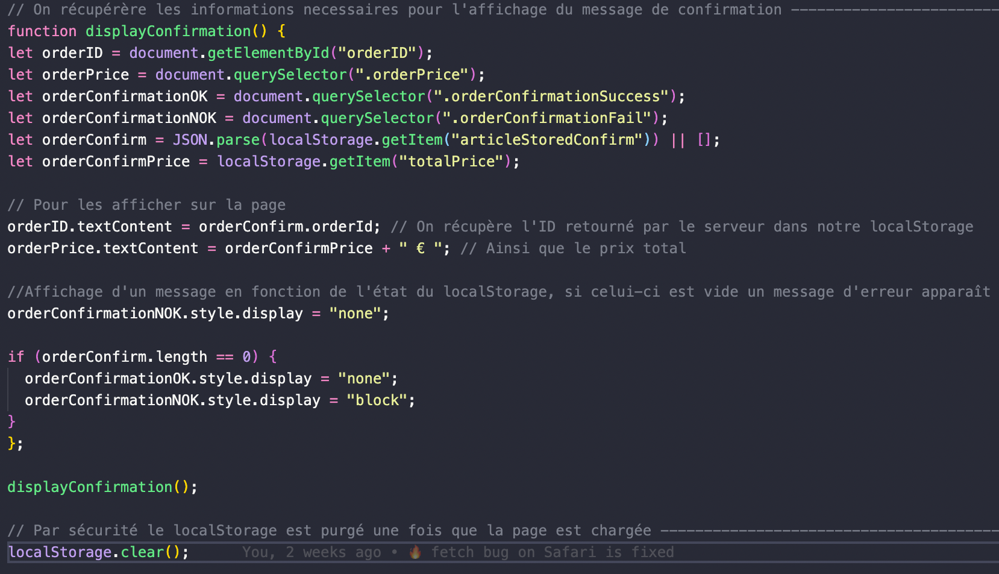 // On récupérère les informations necessaires pour l'affichage du message de confirmation ————————————————————————
function displayConfirmation() {
let orderID = document.getElementById("orderID");
let orderPrice = document.querySelector(".orderPrice");
let orderConfirmationOK = document.querySelector(".orderConfirmationSuccess");
let orderConfirmationNOK = document.querySelector(".orderConfirmationFail");
let orderConfirm = JSON.parse(localStorage.getItem("articleStoredConfirm")) || [];
let orderConfirmPrice = localStorage.getItem("totalPrice");
// Pour les afficher sur la page
orderID.textContent = orderConfirm.orderId; // On récupère l'ID retourné par le serveur dans notre localStorage
orderPrice.textContent = orderConfirmPrice + " € "; // Ainsi que le prix total
//Affichage d'un message en fonction de l'état du localStorage, si celui-ci est vide un message d'erreur apparaît
orderConfirmationNOK.style.display = "none";
if (orderConfirm.length == 0) {
  orderConfirmationOK.style.display = "none";
  orderConfirmationNOK.style.display = "block";
}
};
displayConfirmation();
// Par sécurité le localStorage est purgé une fois que la page est chargée ———————————————————————————————————————
localStorage.clear(); You, 2 weeks ago • 🔥 fetch bug on Safari is fixed